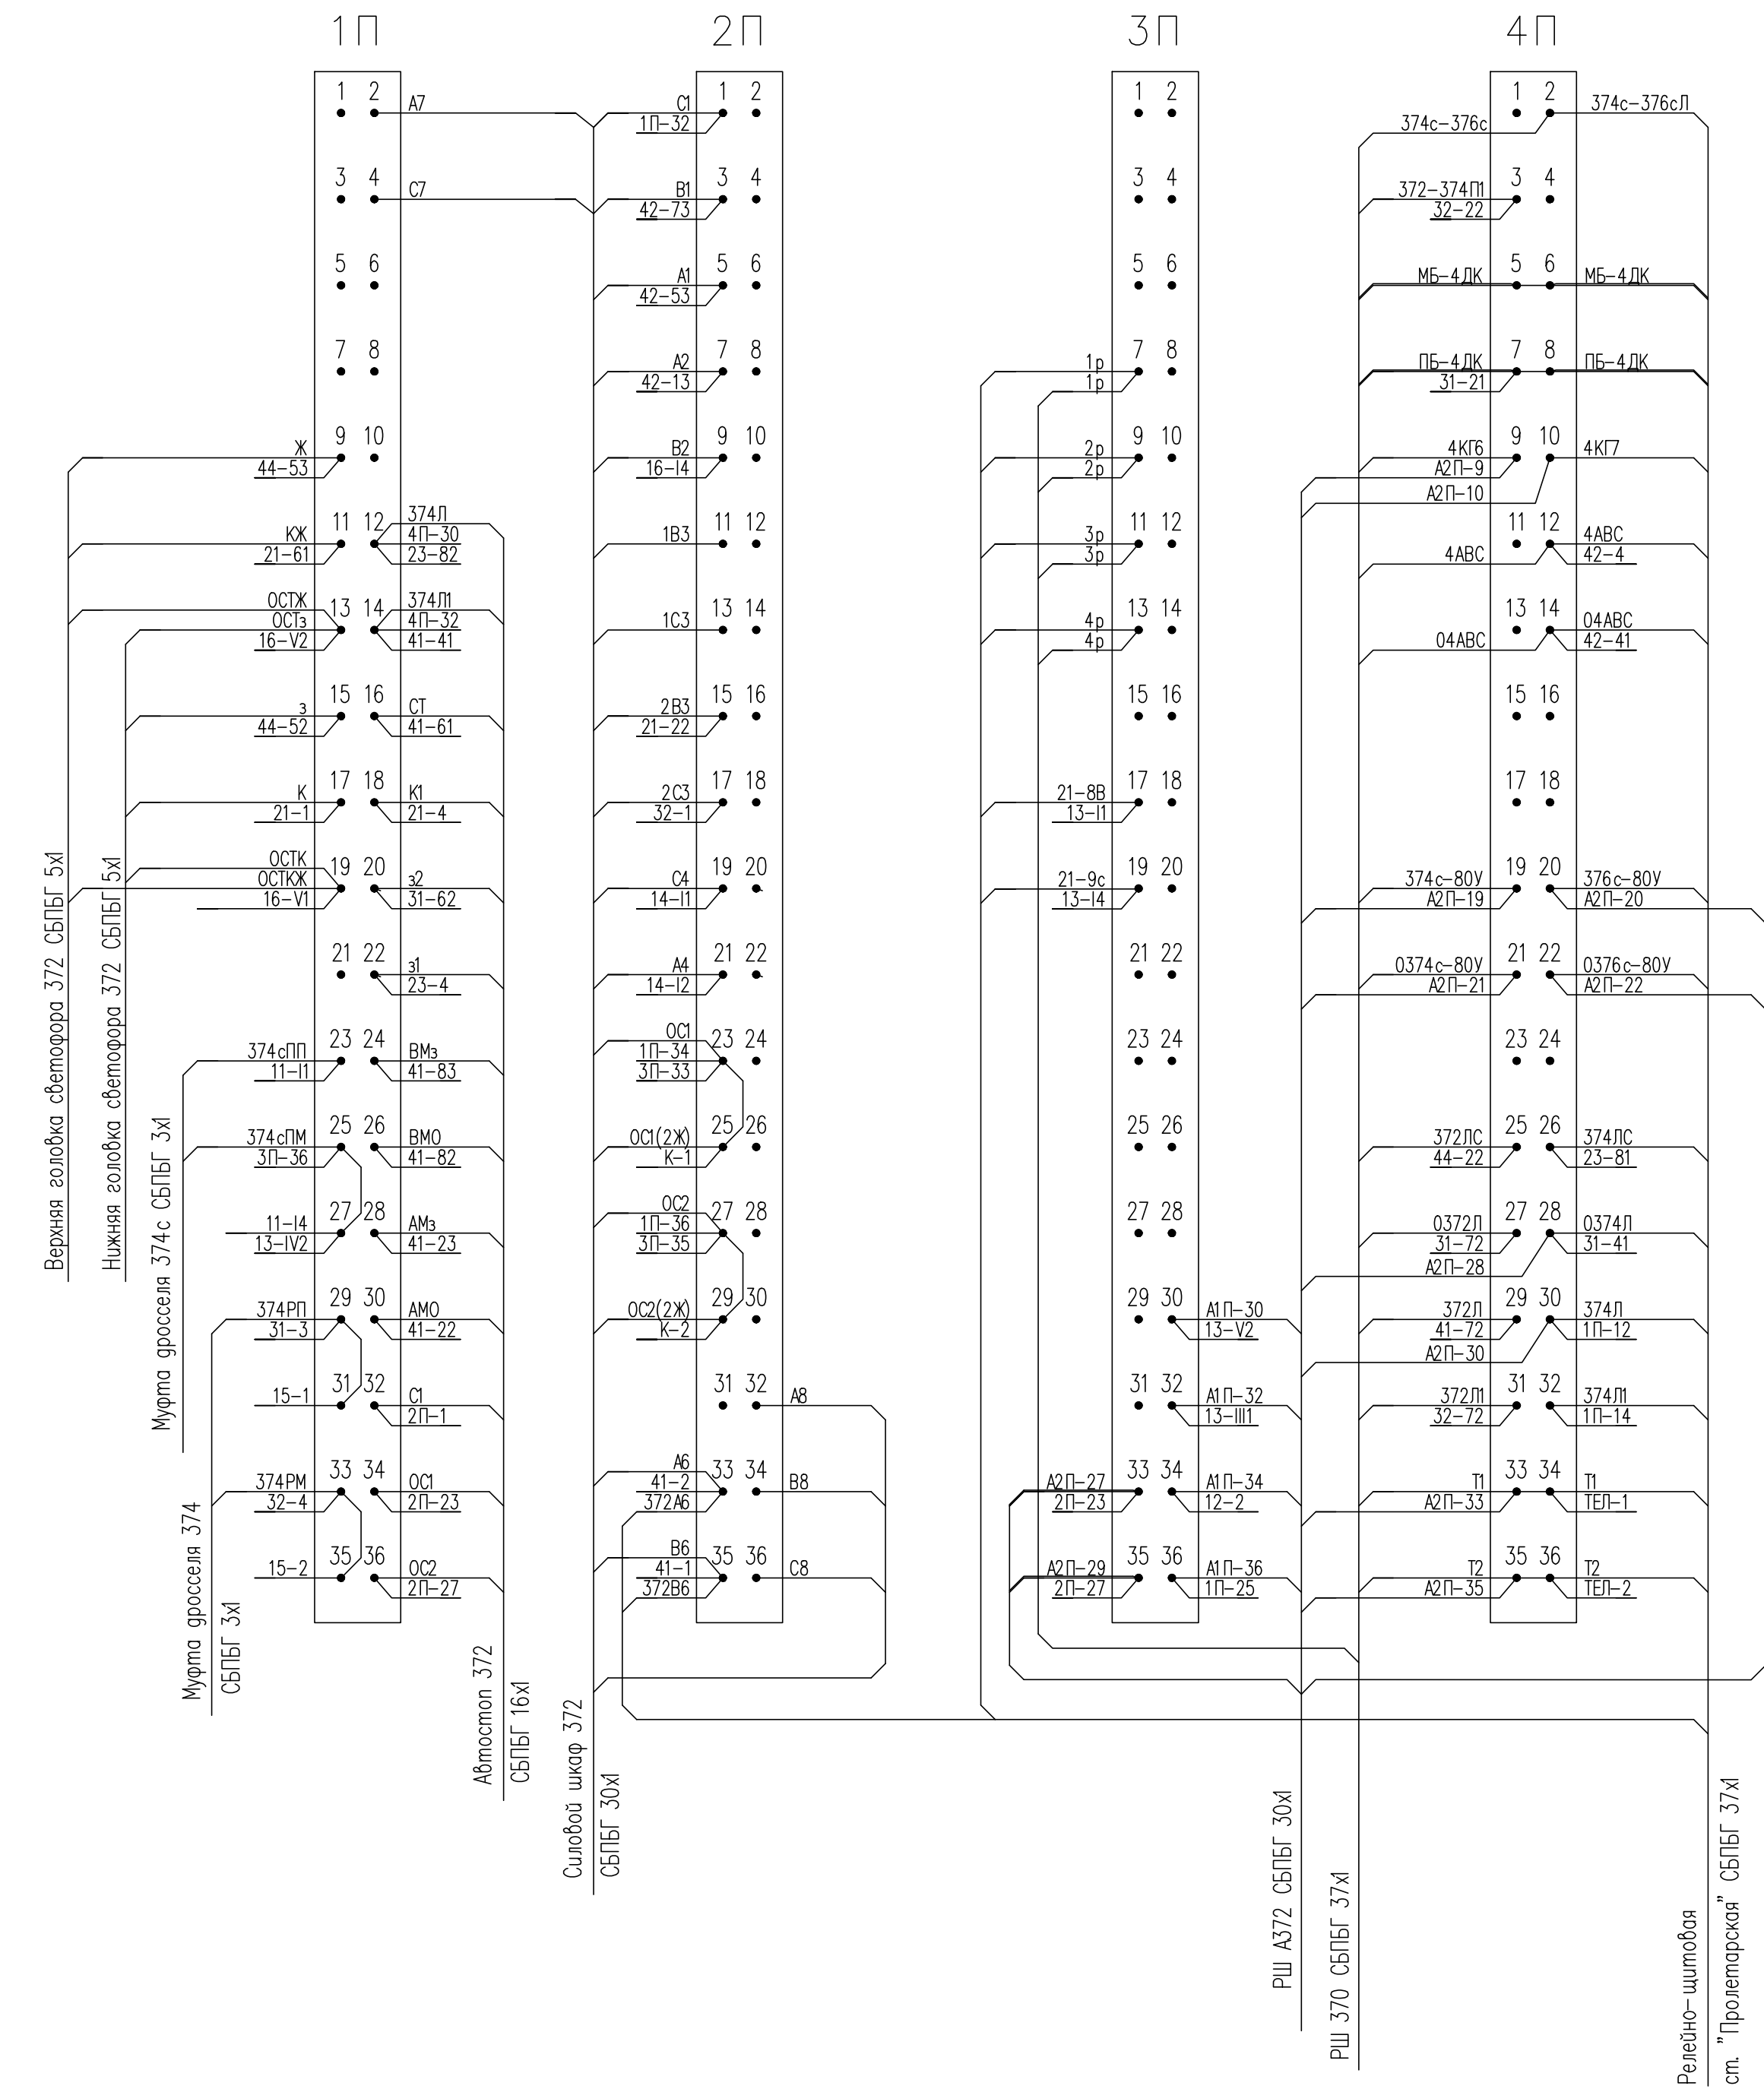 1П 2П 3П 4П
1 2 А7 С1 1 2 1 2 1 2 374с-376сЛ
1П-32 374с-376с
3 4 С7 В1 3 4 3 4 372-374П1 3 4
42-73 32-22
5 6 А1 5 6 5 6 МБ-4ДК 5 6 МБ-4ДК
42-53
7 8 А2 7 8 1р 7 8 ПБ-4ДК 7 8 ПБ-4ДК
42-13 1р 31-21
Ж 9 10 В2 9 10 2р 9 10 4КГ6 9 10 4КГ7
44-53 16-I4 2р А2П-9
А2П-10
374Л
КЖ 11 12 4П-30 1В3 11 12 3р 11 12 11 12 4АВС
21-61 23-82 3р 4АВС 42-4
ОСТЖ 374Л1
ОСТз 13 14 4П-32 1С3 13 14 4р 13 14 13 14 04АВС
16-V2 41-41 4р 04АВС 42-41
з 15 16 СТ 2В3 15 16 15 16 15 16
44-52 41-61 21-22
К 17 18 К1 2С3 17 18 21-8В 17 18 17 18
21-1 21-4 32-1 13-I1
ОСТК
ОСТКЖ 19 20 з2 С4 19 20 21-9с 19 20 374с-80У 19 20 376с-80У
16-V1 31-62 14-I1 13-I4 А2П-19 А2П-20
21 22 з1 А4 21 22 21 22 0374с-80У 21 22 0376с-80У
23-4 14-I2 А2П-21 А2П-22
ОС1
374сПП 23 24 ВМз 1П-34 23 24 23 24 23 24
11-I1 41-83 3П-33
374сПМ 25 26 ВМО ОС1(2Ж) 25 26 25 26 372ЛС 25 26 374ЛС
3П-36 41-82 К-1 44-22 23-81
ОС2
11-I4 27 28 АМз 1П-36 27 28 27 28 0372Л 27 28 0374Л
13-IV2 41-23 3П-35 31-72 31-41
А2П-28
374РП 29 30 АМО ОС2(2Ж) 29 30 29 30 А1П-30 372Л 29 30 374Л
31-3 41-22 К-2 13-V2 41-72 1П-12
А2П-30
15-1 31 32 С1 31 32 А8 31 32 А1П-32 372Л1 31 32 374Л1
2П-1 13-III1 32-72 1П-14
А6
374РМ 33 34 ОС1 41-2 33 34 В8 А2П-27 33 34 А1П-34 Т1 33 34 Т1
32-4 2П-23 372А6 2П-23 12-2 А2П-33 ТЕЛ-1
В6
15-2 35 36 ОС2 41-1 35 36 С8 А2П-29 35 36 А1П-36 Т2 35 36 Т2
2П-27 372В6 2П-27 1П-25 А2П-35 ТЕЛ-2
Верхняя головка светофора 372 СБПБГ 5х1
Нижняя головка светофора 372 СБПБГ 5х1
Муфта дросселя 374с СБПБГ 3х1
Муфта дросселя 374
СБПБГ 3х1
Автостоп 372
СБПБГ 16х1
Силовой шкаф 372
СБПБГ 30х1
РШ А372 СБПБГ 30х1
РШ 370 СБПБГ 37х1
Релейно-щитовая
ст. "Пролетарская" СБПБГ 37х1